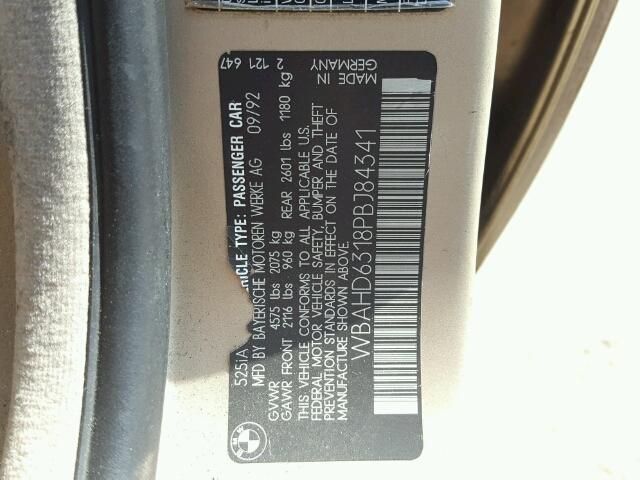 525iA
VEHICLE TYPE: PASSENGER CAR
MFD BY BAYERISCHE MOTOREN WERKE AG 09/92
GVWR 4575 lbs 2075 kg
GAWR FRONT 2116 lbs 960 kg REAR 2601 lbs 1180 kg
THIS VEHICLE CONFORMS TO ALL APPLICABLE U.S.
FEDERAL MOTOR VEHICLE SAFETY, BUMPER AND THEFT
PREVENTION STANDARDS IN EFFECT ON THE DATE OF
MANUFACTURE SHOWN ABOVE.
WBAHD6318PBJ84341
BMW
2 121 647
MADE IN
GERMANY